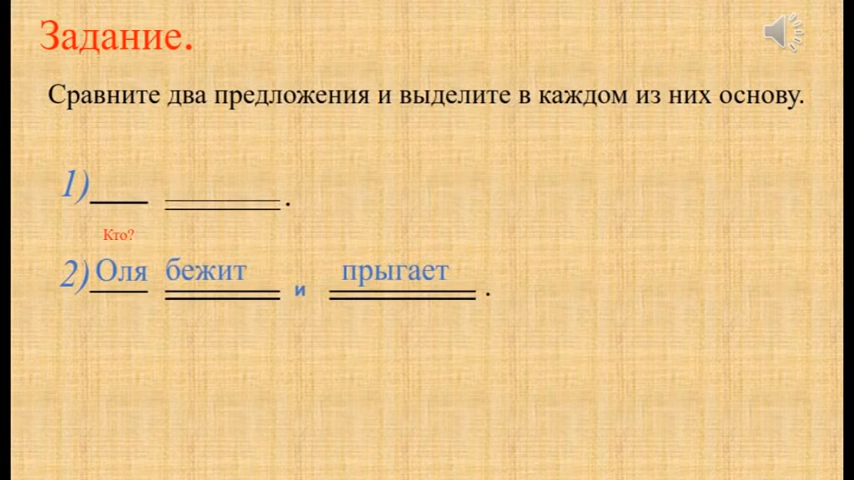 Задание.
Сравните два предложения и выделите в каждом из них основу.
1) .
Кто?
2) Оля бежит и прыгает .